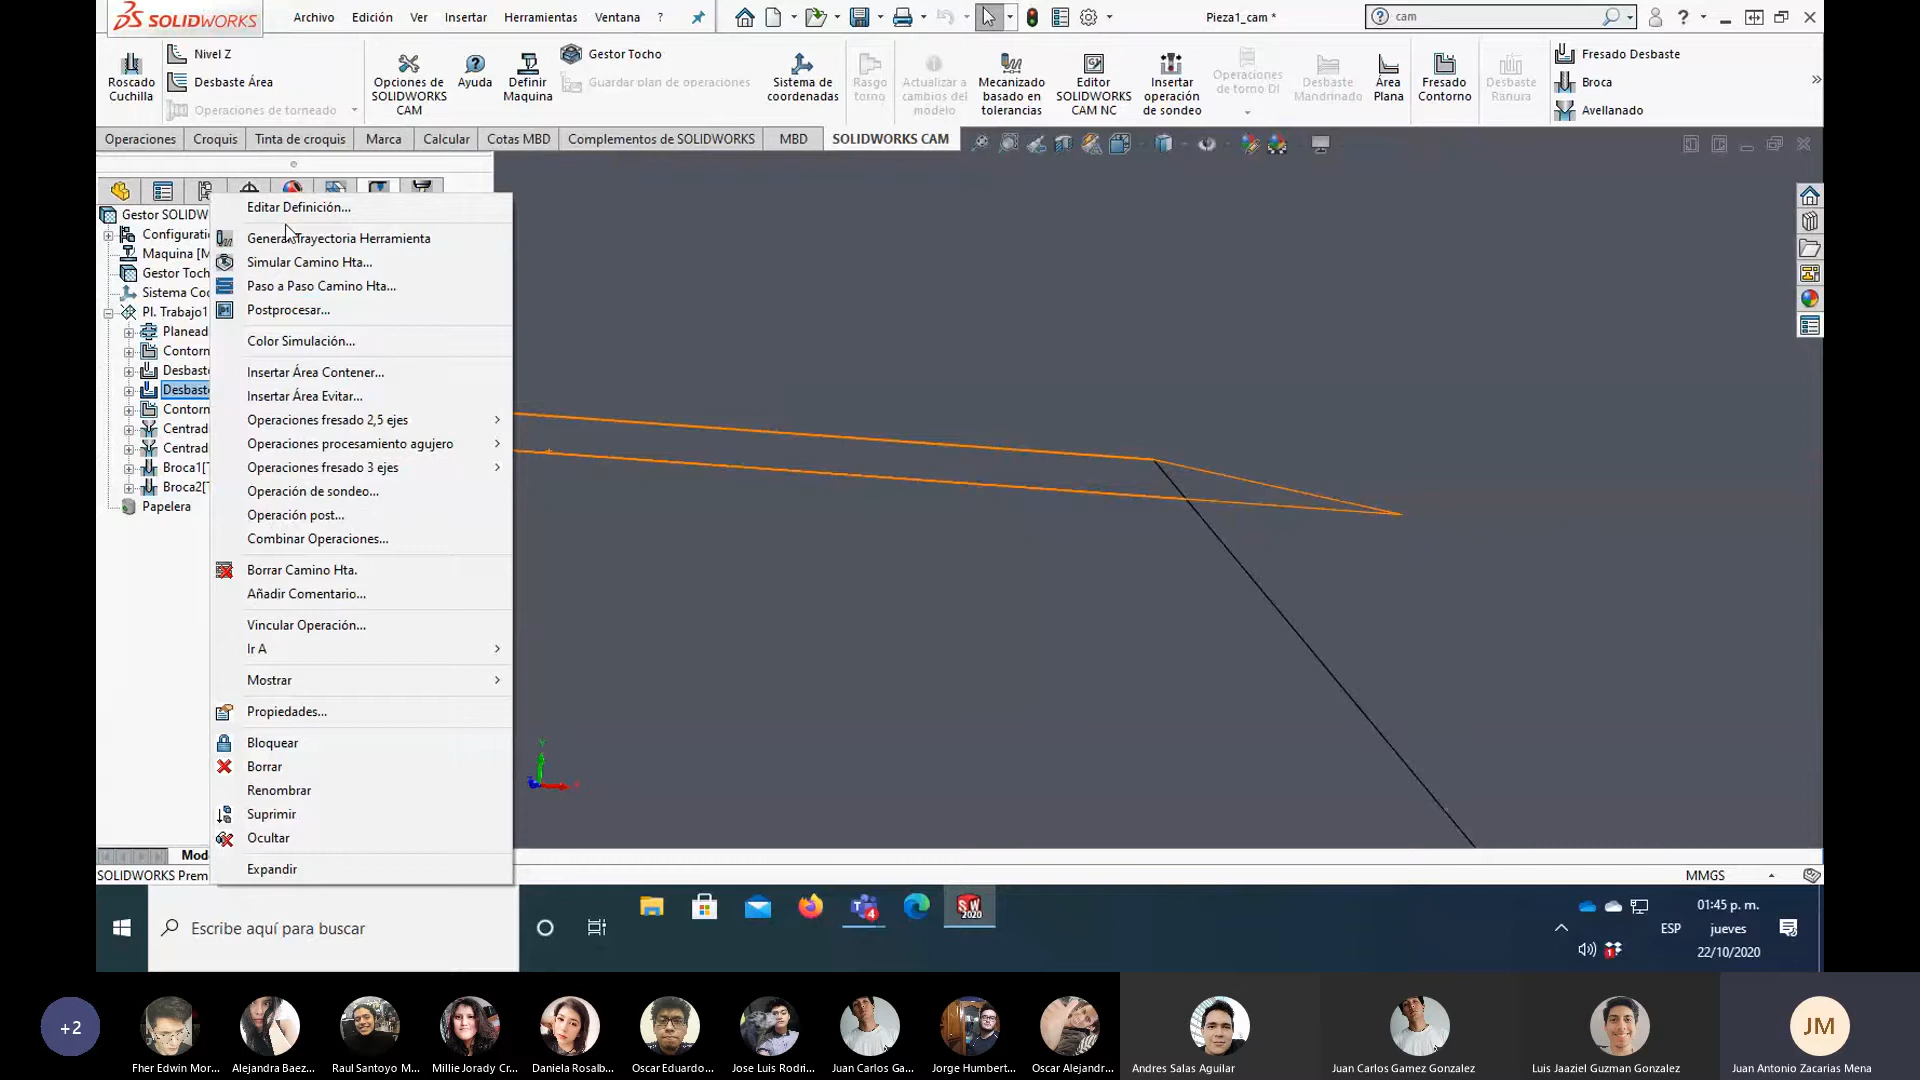 SOLIDWORKS
Archivo Edición Ver Insertar Herramientas Ventana ?
Pieza1_cam *
cam
Roscado Cuchilla
Nivel Z
Desbaste Área
Operaciones de torneado
Opciones de SOLIDWORKS CAM
Ayuda
Definir Maquina
Gestor Tocho
Guardar plan de operaciones
Sistema de coordenadas
Rasgo torno
Actualizar a cambios del modelo
Mecanizado basado en tolerancias
Editor SOLIDWORKS CAM NC
Insertar operación de sondeo
Operaciones de torno DI
Desbaste Mandrinado
Área Plana
Fresado Contorno
Desbaste Ranura
Fresado Desbaste
Broca
Avellanado
Operaciones Croquis Tinta de croquis Marca Calcular Cotas MBD Complementos de SOLIDWORKS MBD SOLIDWORKS CAM
Gestor SOLIDW
Configurati
Maquina [M
Gestor Toch
Sistema Coo
Pl. Trabajo1
Planead
Contorn
Desbast
Desbast
Contorn
Centrad
Centrad
Broca1[T
Broca2[T
Papelera
Editar Definición...
Generar Trayectoria Herramienta
Simular Camino Hta...
Paso a Paso Camino Hta...
Postprocesar...
Color Simulación...
Insertar Área Contener...
Insertar Área Evitar...
Operaciones fresado 2,5 ejes
Operaciones procesamiento agujero
Operaciones fresado 3 ejes
Operación de sondeo...
Operación post...
Combinar Operaciones...
Borrar Camino Hta.
Añadir Comentario...
Vincular Operación...
Ir A
Mostrar
Propiedades...
Bloquear
Borrar
Renombrar
Suprimir
Ocultar
Expandir
Y
Mode
SOLIDWORKS Prem
MMGS
Escribe aquí para buscar
4
SW 2020
ESP
01:45 p. m.
jueves
22/10/2020
+2
JM
Fher Edwin Mor...
Alejandra Baez...
Raul Santoyo M...
Millie Jorady Cr...
Daniela Rosalb...
Oscar Eduardo...
Jose Luis Rodri...
Juan Carlos Ga...
Jorge Humbert...
Oscar Alejandr...
Andres Salas Aguilar
Juan Carlos Gamez Gonzalez
Luis Jaaziel Guzman Gonzalez
Juan Antonio Zacarias Mena